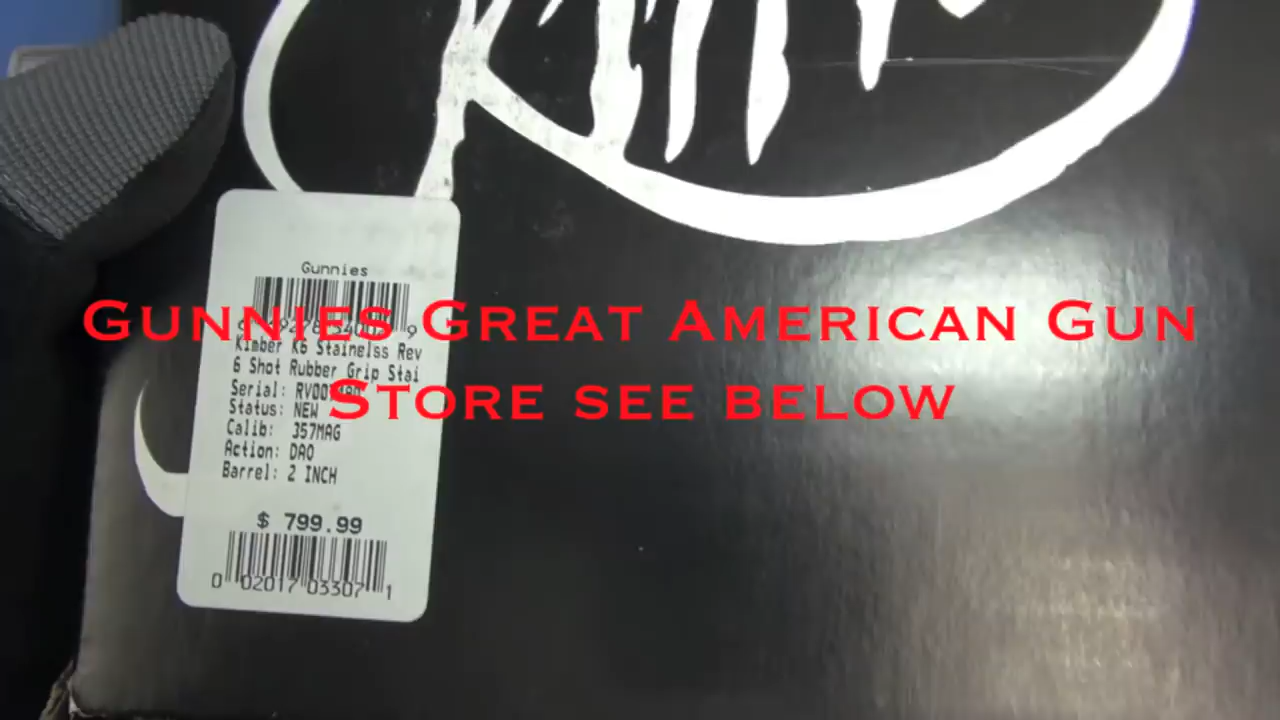 Gunnies
Kimber K6 Stainelss Rev
6 Shot Rubber Grip Stai
Serial:
Status: NEW
Calib: 357MAG
Action: DAO
Barrel: 2 INCH
$ 799.99
0 02017 03307 1
GUNNIES GREAT AMERICAN GUN
STORE SEE BELOW